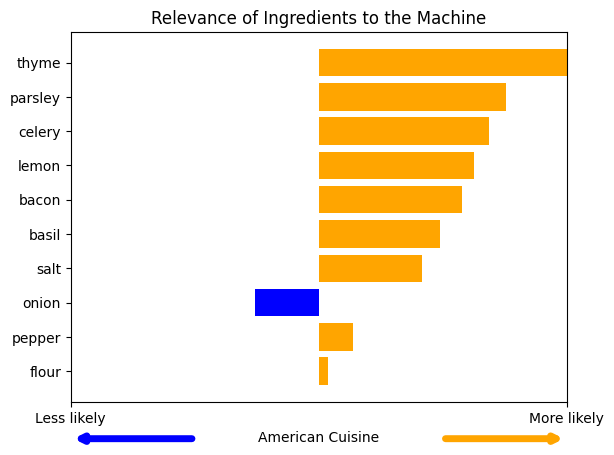 Relevance of Ingredients to the Machine
thyme
parsley
celery
lemon
bacon
basil
salt
onion
pepper
flour
Less likely
More likely
American Cuisine